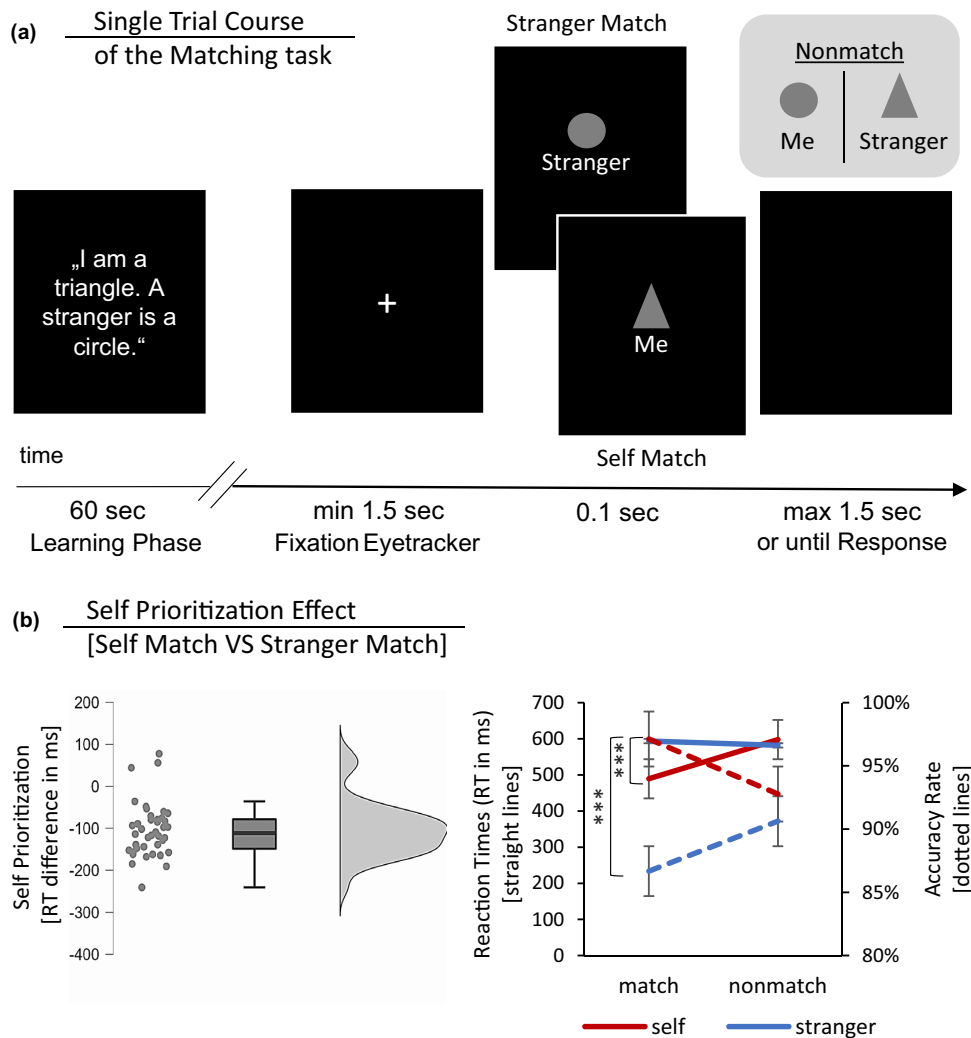 (a)
Single Trial Course
of the Matching task
Stranger Match
Nonmatch
Me
Stranger
Stranger
„I am a
triangle. A
stranger is a
circle.“
+
Me
Self Match
time
60 sec
Learning Phase
min 1.5 sec
Fixation Eyetracker
0.1 sec
max 1.5 sec
or until Response
(b)
Self Prioritization Effect
[Self Match VS Stranger Match]
Self Prioritization
[RT difference in ms]
200
100
0
-100
-200
-300
-400
Reaction Times (RT in ms)
[straight lines]
700
600
500
400
300
200
100
0
***
***
100%
95%
90%
85%
80%
Accuracy Rate
[dotted lines]
match
nonmatch
self
stranger